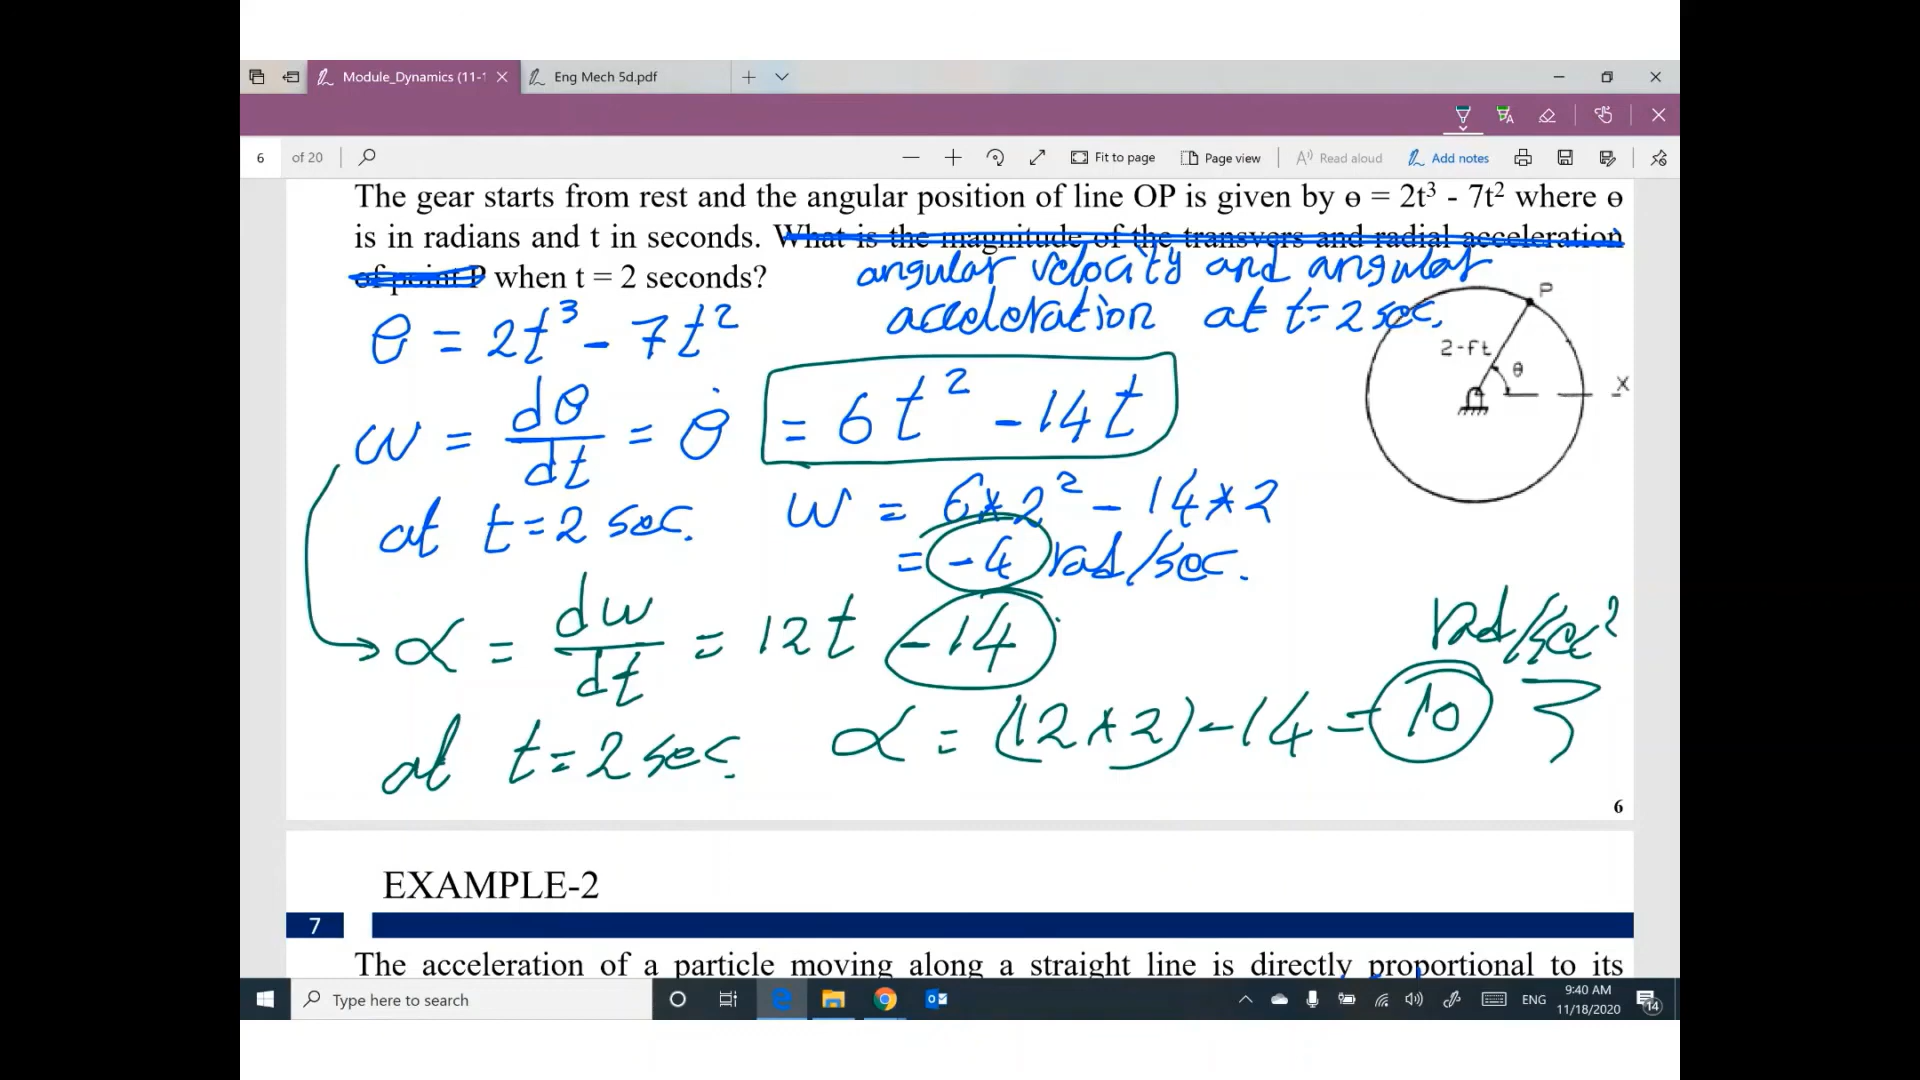 Module_Dynamics (11-1
Eng Mech 5d.pdf
6 of 20
Fit to page
Page view
Read aloud
Add notes
The gear starts from rest and the angular position of line OP is given by ɵ = 2t³ - 7t² where ɵ
is in radians and t in seconds. What is the magnitude of the transvers and radial acceleration
of point P when t = 2 seconds?
angular velocity and angular
acceleration at t=2 sec.
P
2-ft
θ
X
θ = 2t³ - 7t²
ω = dθ/dt = θ̇ = 6t² - 14t
at t=2 sec. ω = 6*2² - 14*2
= -4 rad/sec.
α = dω/dt = 12t - 14
rad/sec²
at t=2 sec. α = (12*2) - 14 = 10
6
EXAMPLE-2
7
The acceleration of a particle moving along a straight line is directly proportional to its
Type here to search
ENG
9:40 AM
11/18/2020
14